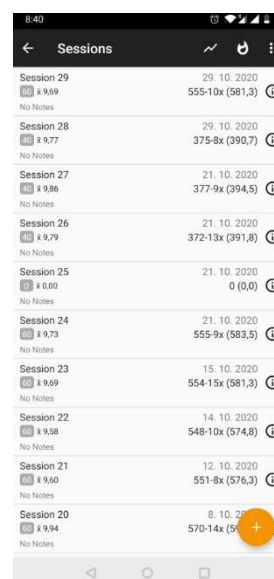 8:40
Sessions
Session 29 29. 10. 2020
60 x̄ 9,69 555-10x (581,3)
No Notes
Session 28 29. 10. 2020
40 x̄ 9,77 375-8x (390,7)
No Notes
Session 27 21. 10. 2020
40 x̄ 9,86 377-9x (394,5)
No Notes
Session 26 21. 10. 2020
40 x̄ 9,79 372-13x (391,8)
No Notes
Session 25 21. 10. 2020
0 x̄ 0,00 0 (0,0)
No Notes
Session 24 21. 10. 2020
60 x̄ 9,73 555-9x (583,5)
No Notes
Session 23 15. 10. 2020
60 x̄ 9,69 554-15x (581,3)
No Notes
Session 22 14. 10. 2020
60 x̄ 9,58 548-10x (574,8)
No Notes
Session 21 12. 10. 2020
60 x̄ 9,60 551-8x (576,3)
No Notes
Session 20 8. 10.
60 x̄ 9,94 570-14x
No Notes